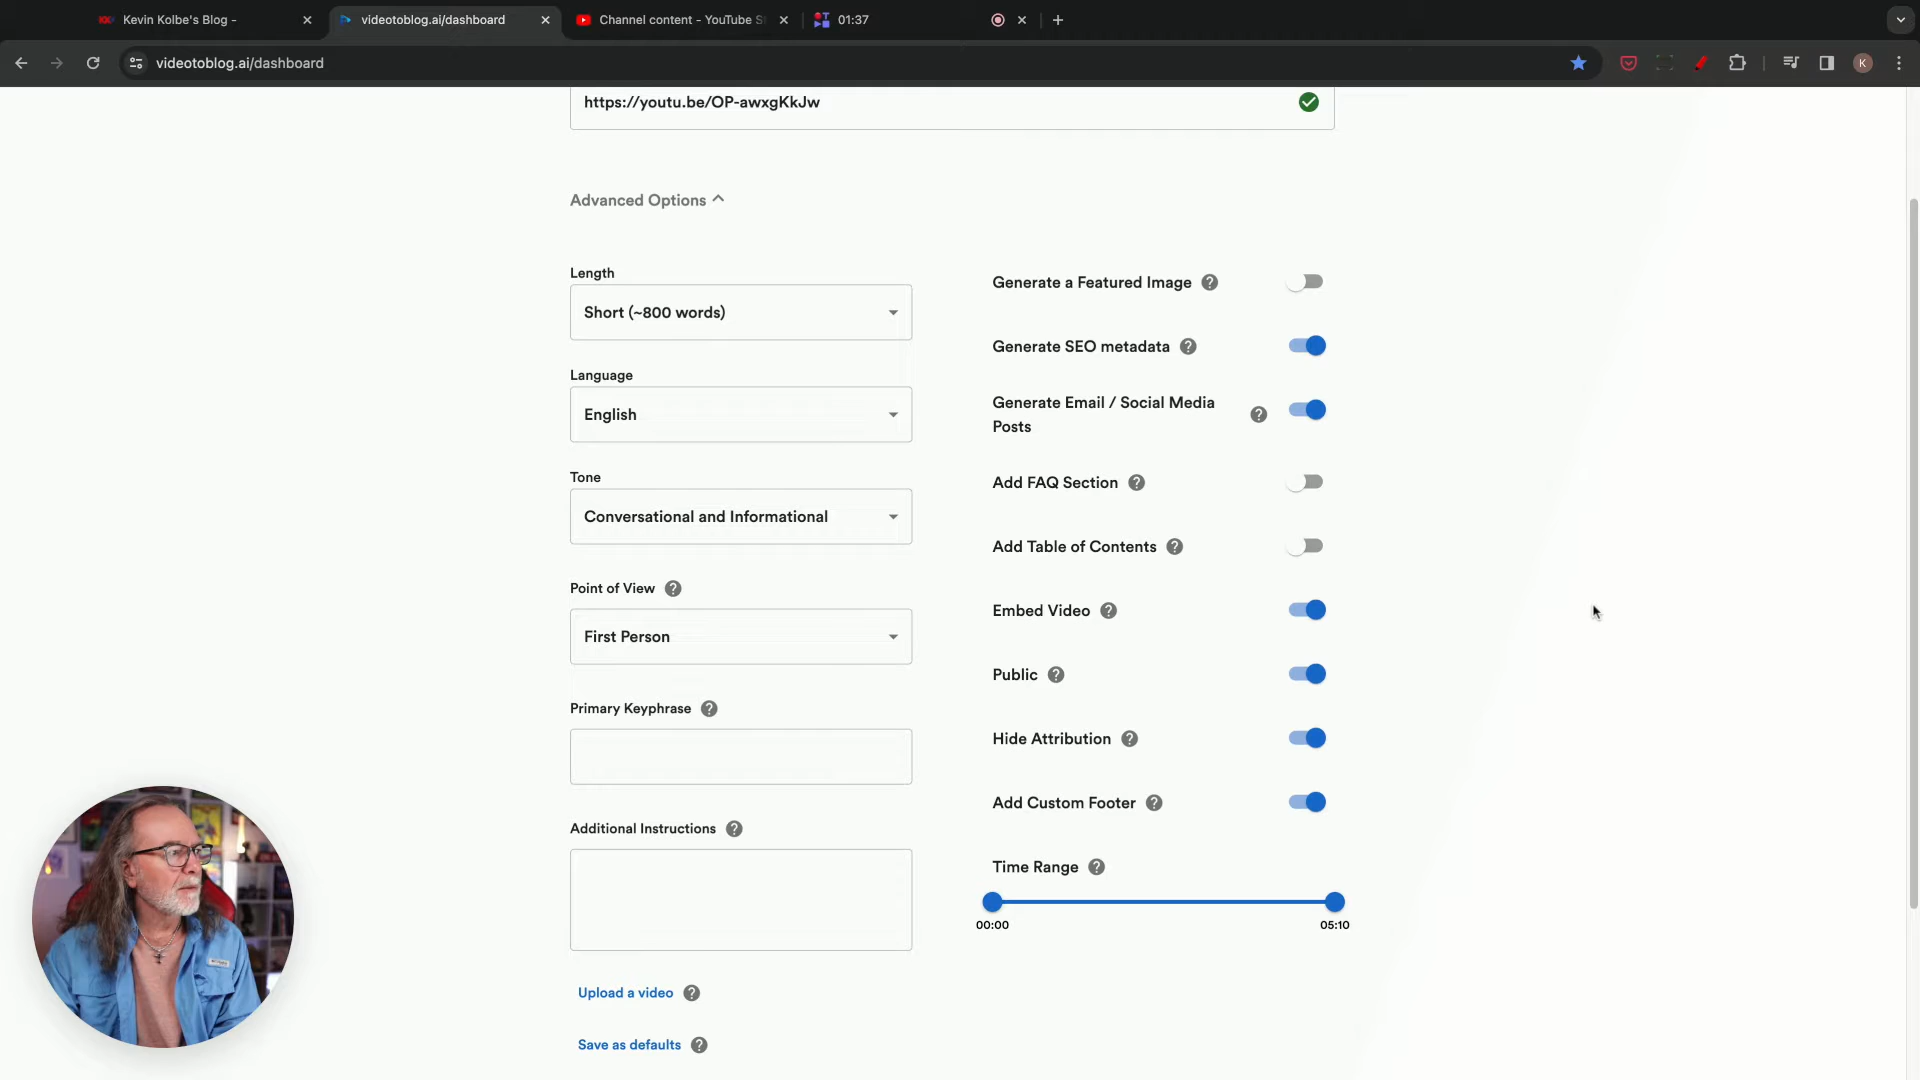 Kevin Kolbe's Blog -
videotoblog.ai/dashboard
Channel content - YouTube S
01:37
videotoblog.ai/dashboard
K
https://youtu.be/OP-awxgKkJw
Advanced Options
Length
Short (~800 words)
Language
English
Tone
Conversational and Informational
Point of View
First Person
Primary Keyphrase
Additional Instructions
Upload a video
Save as defaults
Generate a Featured Image
Generate SEO metadata
Generate Email / Social Media
Posts
Add FAQ Section
Add Table of Contents
Embed Video
Public
Hide Attribution
Add Custom Footer
Time Range
00:00
05:10